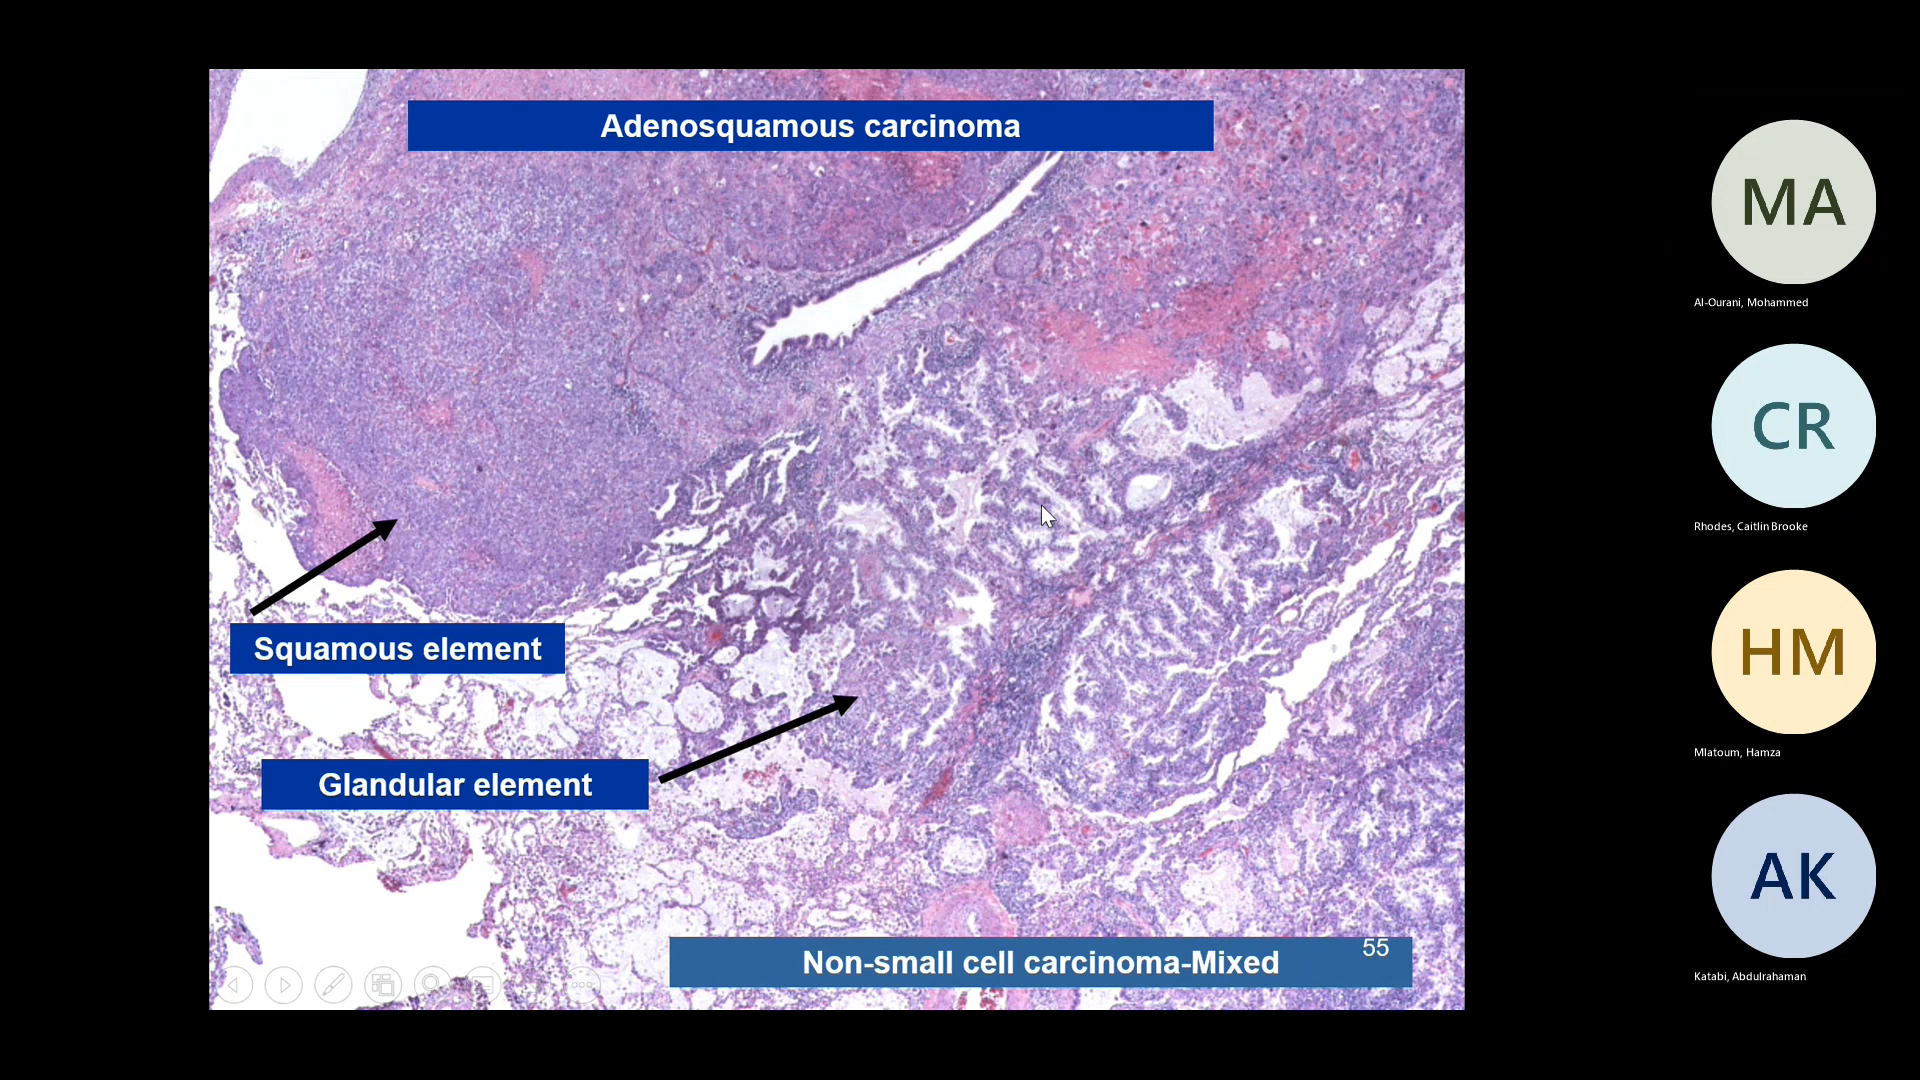 Adenosquamous carcinoma
Squamous element
Glandular element
Non-small cell carcinoma-Mixed
55
MA
Al-Ourani, Mohammed
CR
Rhodes, Caitlin Brooke
HM
Mlatoum, Hamza
AK
Katabi, Abdulrahaman